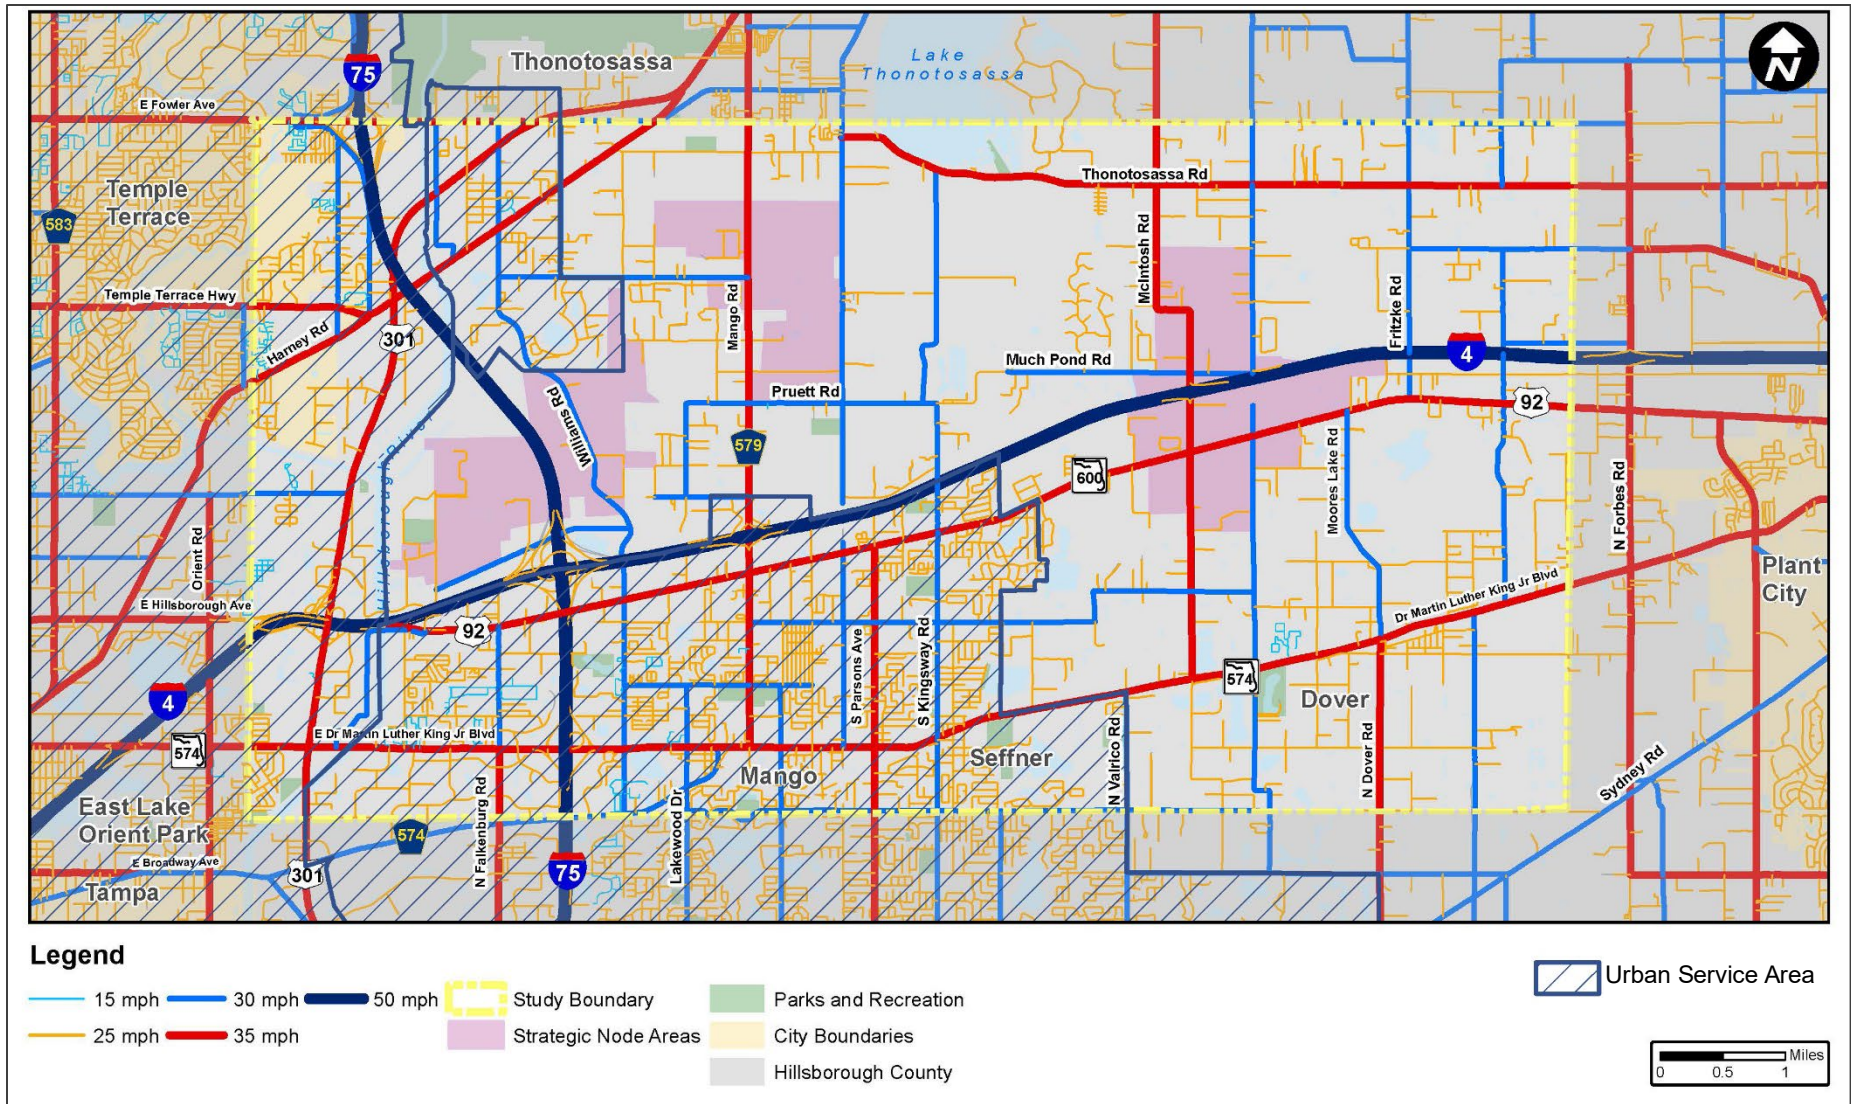 Lake
Thonotosassa
Thonotosassa
75
N
E Fowler Ave
Thonotosassa Rd
Temple
Terrace
583
McIntosh Rd
Temple Terrace Hwy
Mango Rd
Fritzke Rd
Harney Rd
301
Much Pond Rd
4
Pruett Rd
92
Williams Rd
579
Hillsborough River
600
Moores Lake Rd
N Forbes Rd
Orient Rd
Plant
City
E Hillsborough Ave
92
Dr Martin Luther King Jr Blvd
S Parsons Ave
S Kingsway Rd
574
4
Dover
574
E Dr Martin Luther King Jr Blvd
Seffner
N Valrico Rd
N Dover Rd
Mango
Sydney Rd
East Lake
Orient Park
N Falkenburg Rd
Lakewood Dr
574
E Broadway Ave
301
75
Tampa
Legend
15 mph
30 mph
50 mph
Study Boundary
Parks and Recreation
Urban Service Area
25 mph
35 mph
Strategic Node Areas
City Boundaries
Hillsborough County
Miles
0 0.5 1